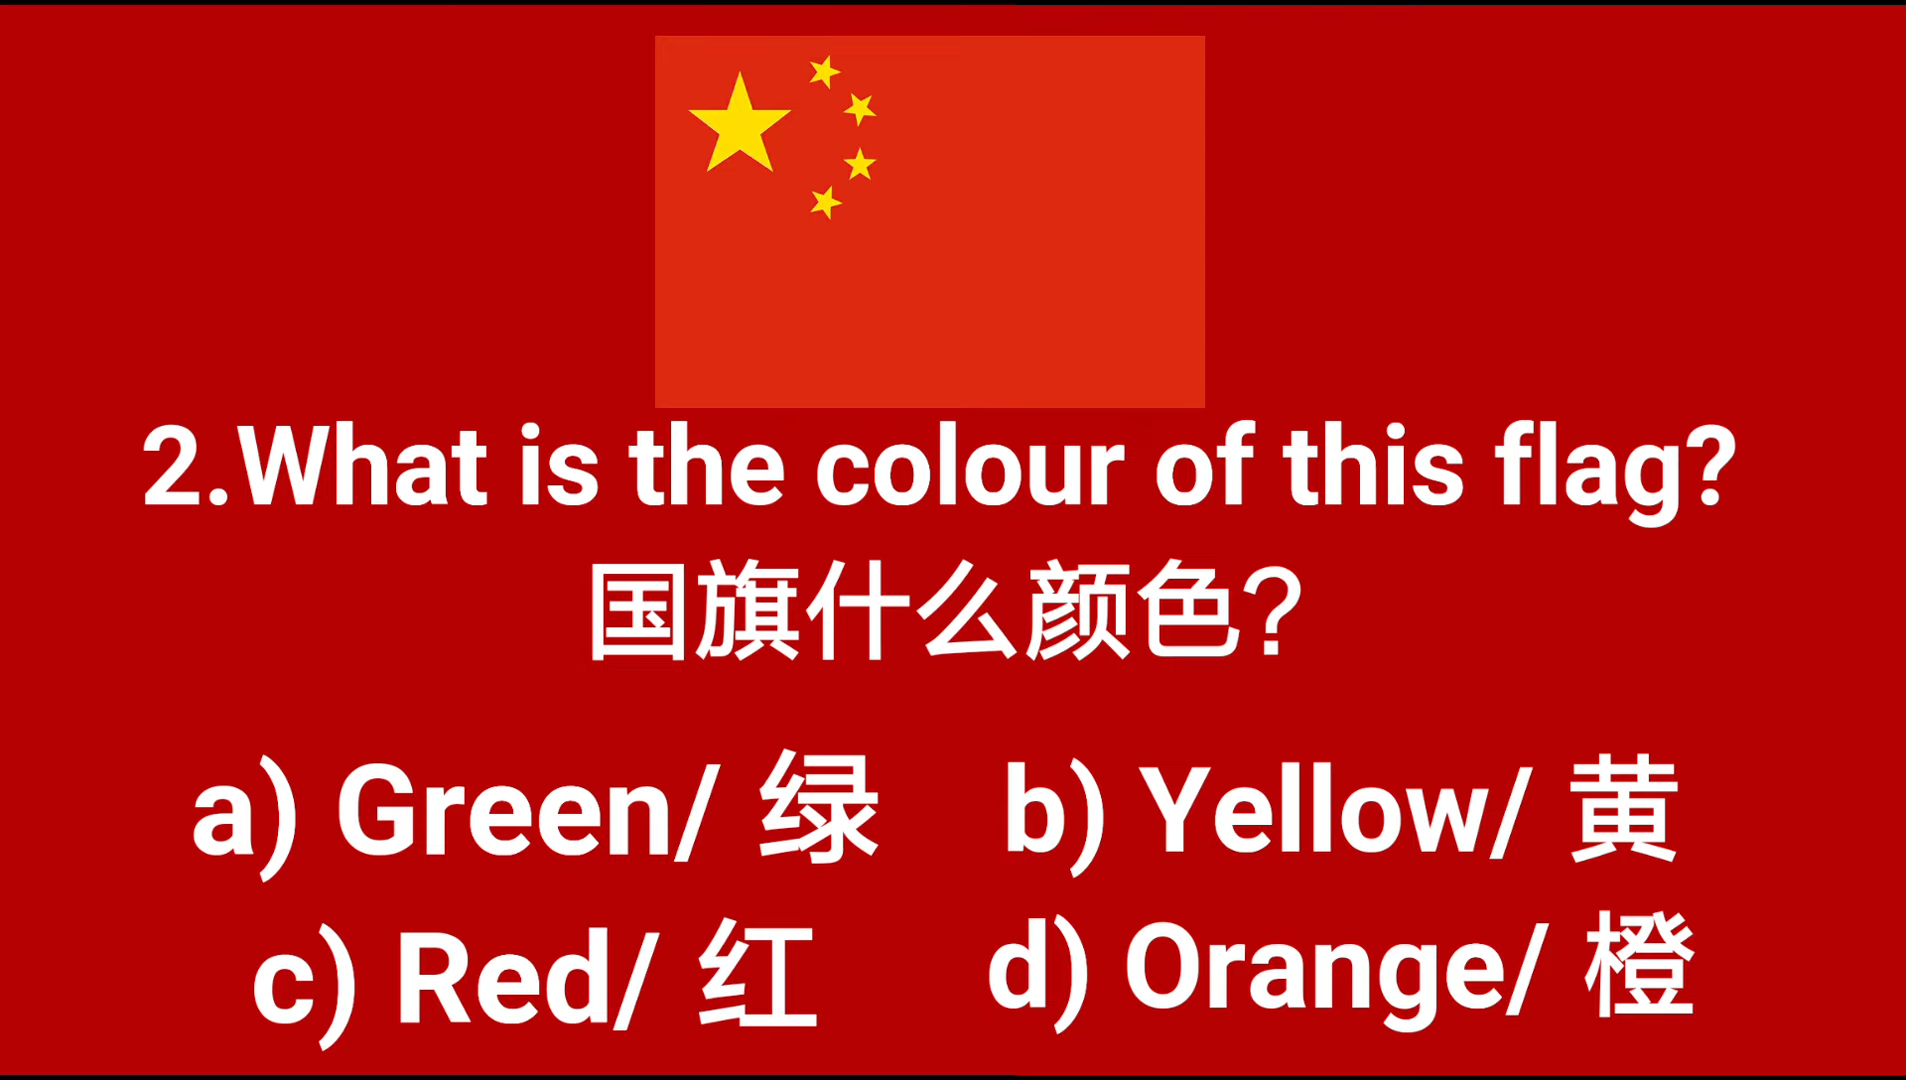 2.What is the colour of this flag?
国旗什么颜色?
a) Green/ 绿 b) Yellow/ 黄
c) Red/ 红 d) Orange/ 橙